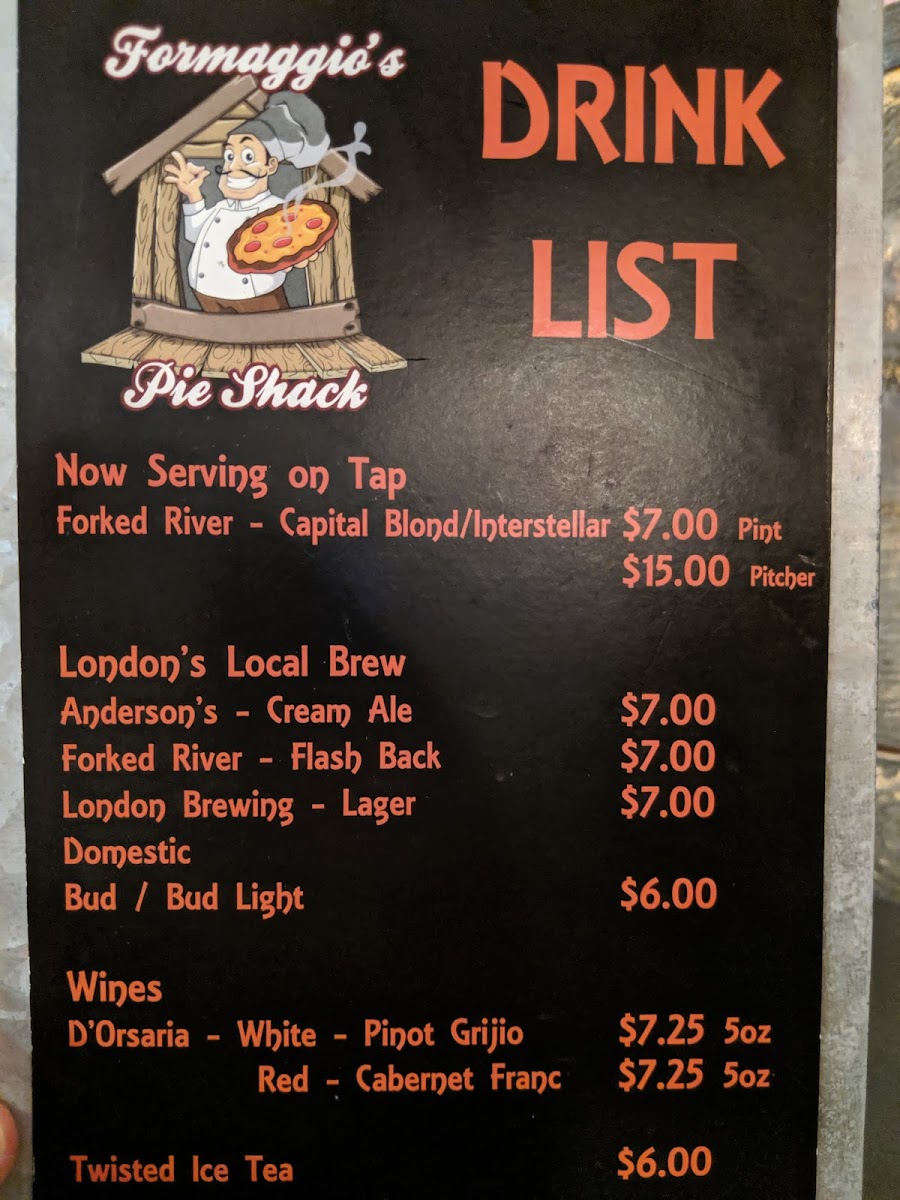 Formaggio's
Pie Shack
DRINK
LIST
Now Serving on Tap
Forked River - Capital Blond/Interstellar $7.00 Pint
$15.00 Pitcher
London's Local Brew
Anderson's - Cream Ale $7.00
Forked River - Flash Back $7.00
London Brewing - Lager $7.00
Domestic
Bud / Bud Light $6.00
Wines
D'Orsaria - White - Pinot Grijio $7.25 5oz
Red - Cabernet Franc $7.25 5oz
Twisted Ice Tea $6.00